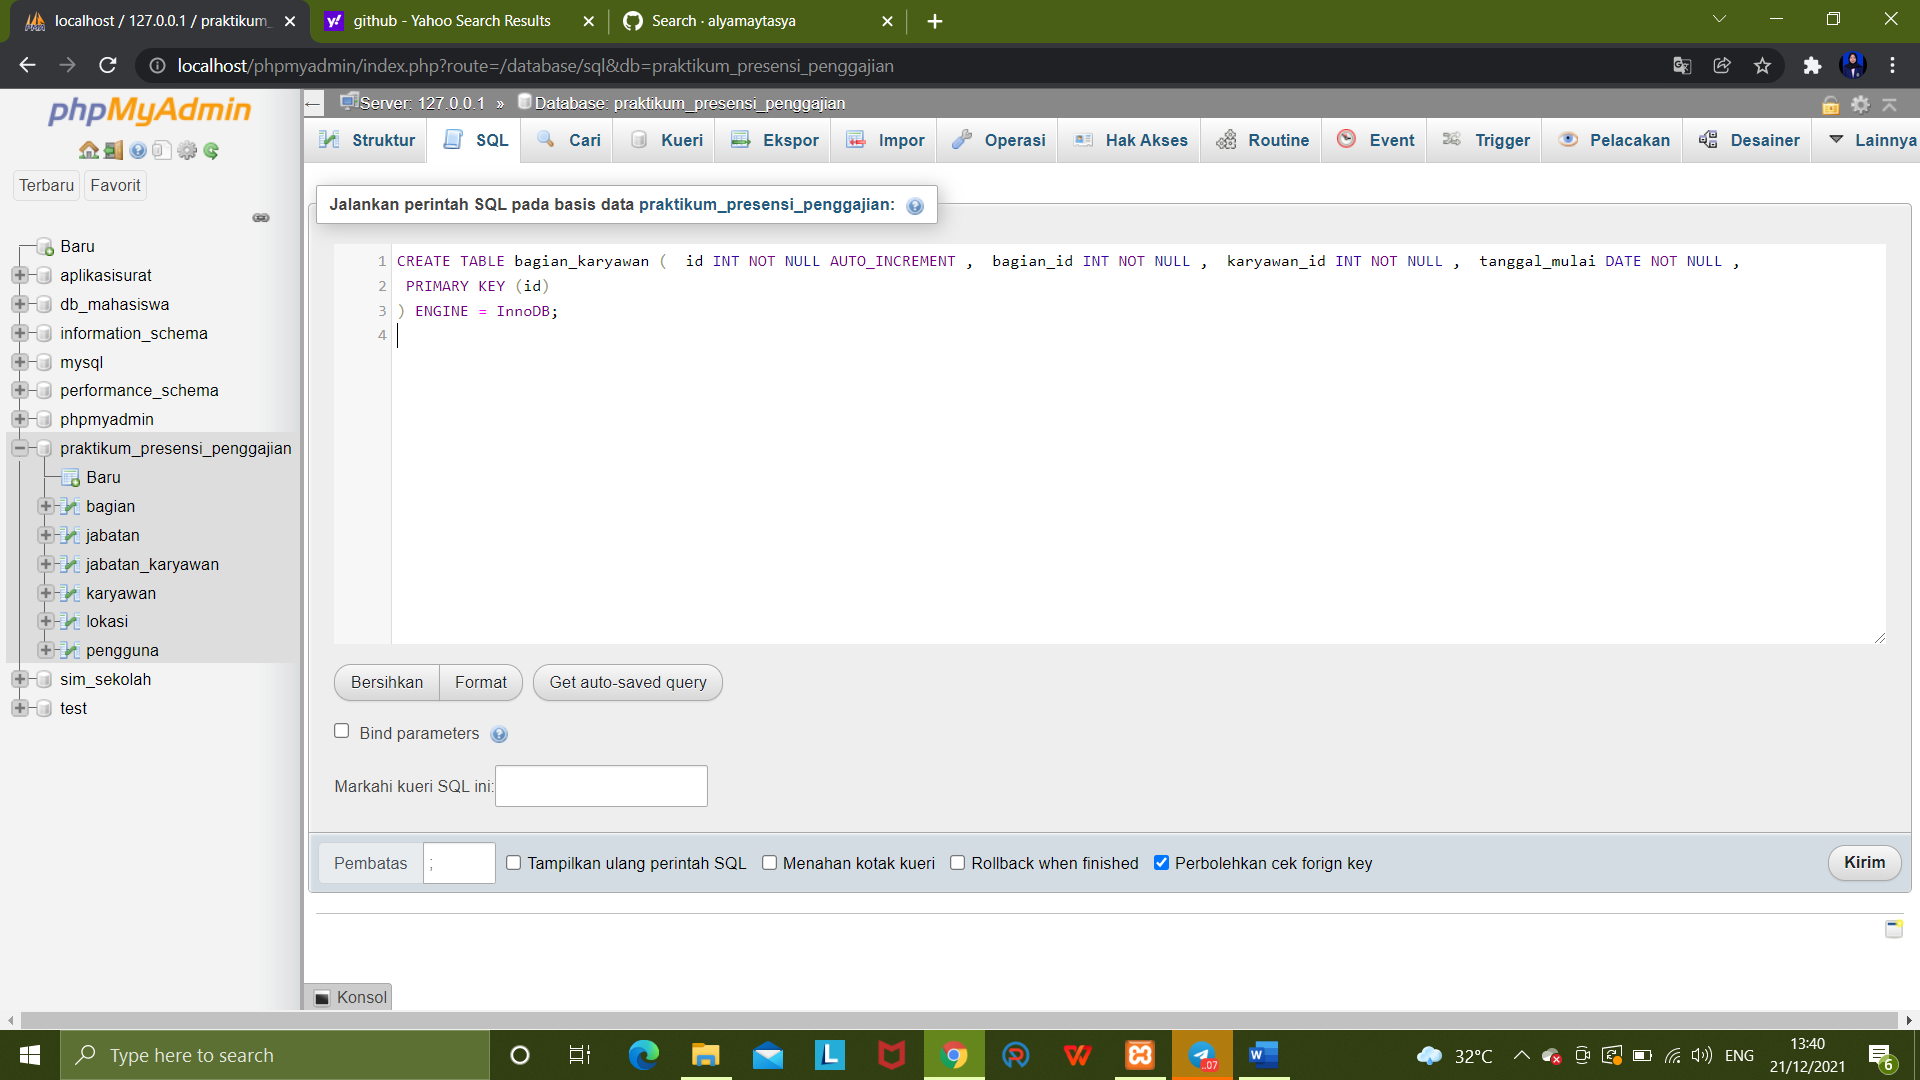 localhost / 127.0.0.1 / praktikum_
github - Yahoo Search Results
Search · alyamaytasya
localhost/phpmyadmin/index.php?route=/database/sql&db=praktikum_presensi_penggajian
phpMyAdmin
Terbaru
Favorit
Baru
aplikasisurat
db_mahasiswa
information_schema
mysql
performance_schema
phpmyadmin
praktikum_presensi_penggajian
Baru
bagian
jabatan
jabatan_karyawan
karyawan
lokasi
pengguna
sim_sekolah
test
Server: 127.0.0.1 » Database: praktikum_presensi_penggajian
Struktur
SQL
Cari
Kueri
Ekspor
Impor
Operasi
Hak Akses
Routine
Event
Trigger
Pelacakan
Desainer
Lainnya
Jalankan perintah SQL pada basis data praktikum_presensi_penggajian:
1 CREATE TABLE bagian_karyawan (  id INT NOT NULL AUTO_INCREMENT ,  bagian_id INT NOT NULL ,  karyawan_id INT NOT NULL ,  tanggal_mulai DATE NOT NULL ,
2 PRIMARY KEY (id)
3 ) ENGINE = InnoDB;
4
Bersihkan
Format
Get auto-saved query
Bind parameters
Markahi kueri SQL ini:
Pembatas
;
Tampilkan ulang perintah SQL
Menahan kotak kueri
Rollback when finished
Perbolehkan cek forign key
Kirim
Konsol
Type here to search
L
..07
W
32°C
ENG
13:40
21/12/2021
6